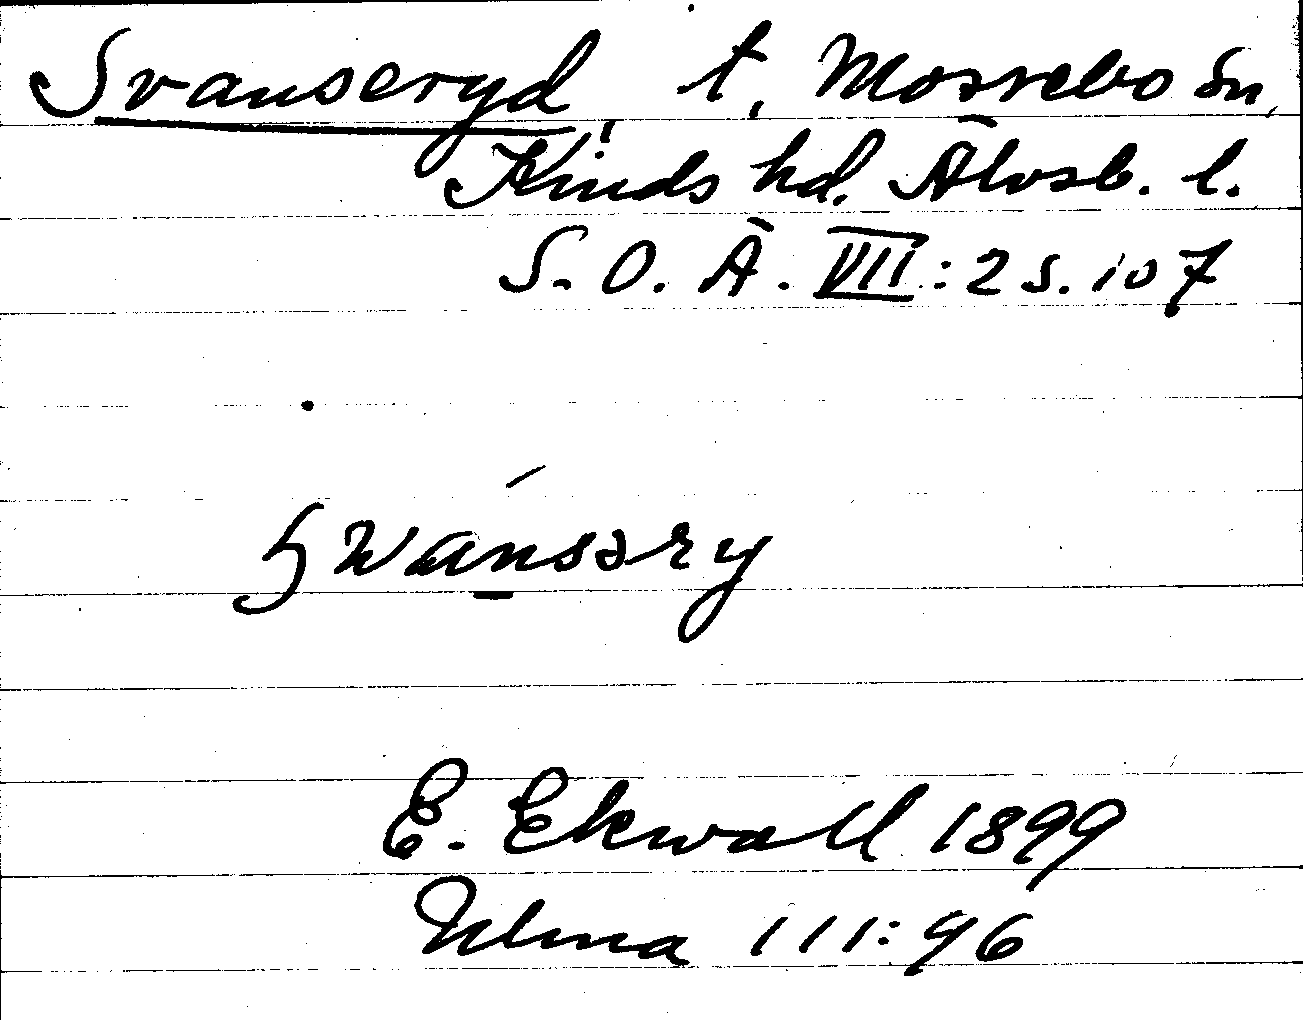 Svanseryd, t, Mossebo sn,
Kinds hd. Älvsb. l.
S. O. Ä. VII: 2 s. 107
Swánsəry
E. Ekwall 1899
Ulma 111:96